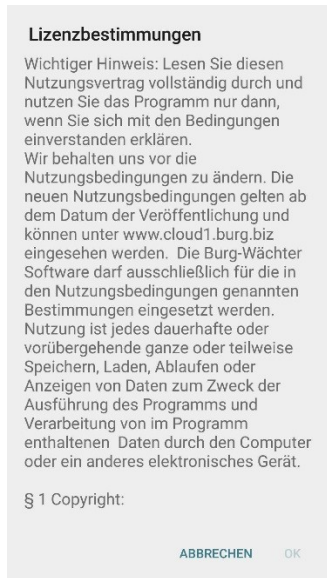 Lizenzbestimmungen
Wichtiger Hinweis: Lesen Sie diesen
Nutzungsvertrag vollständig durch und
nutzen Sie das Programm nur dann,
wenn Sie sich mit den Bedingungen
einverstanden erklären.
Wir behalten uns vor die
Nutzungsbedingungen zu ändern. Die
neuen Nutzungsbedingungen gelten ab
dem Datum der Veröffentlichung und
können unter www.cloud1.burg.biz
eingesehen werden.  Die Burg-Wächter
Software darf ausschließlich für die in
den Nutzungsbedingungen genannten
Bestimmungen eingesetzt werden.
Nutzung ist jedes dauerhafte oder
vorübergehende ganze oder teilweise
Speichern, Laden, Ablaufen oder
Anzeigen von Daten zum Zweck der
Ausführung des Programms und
Verarbeitung von im Programm
enthaltenen  Daten durch den Computer
oder ein anderes elektronisches Gerät.
§ 1 Copyright:
ABBRECHEN OK